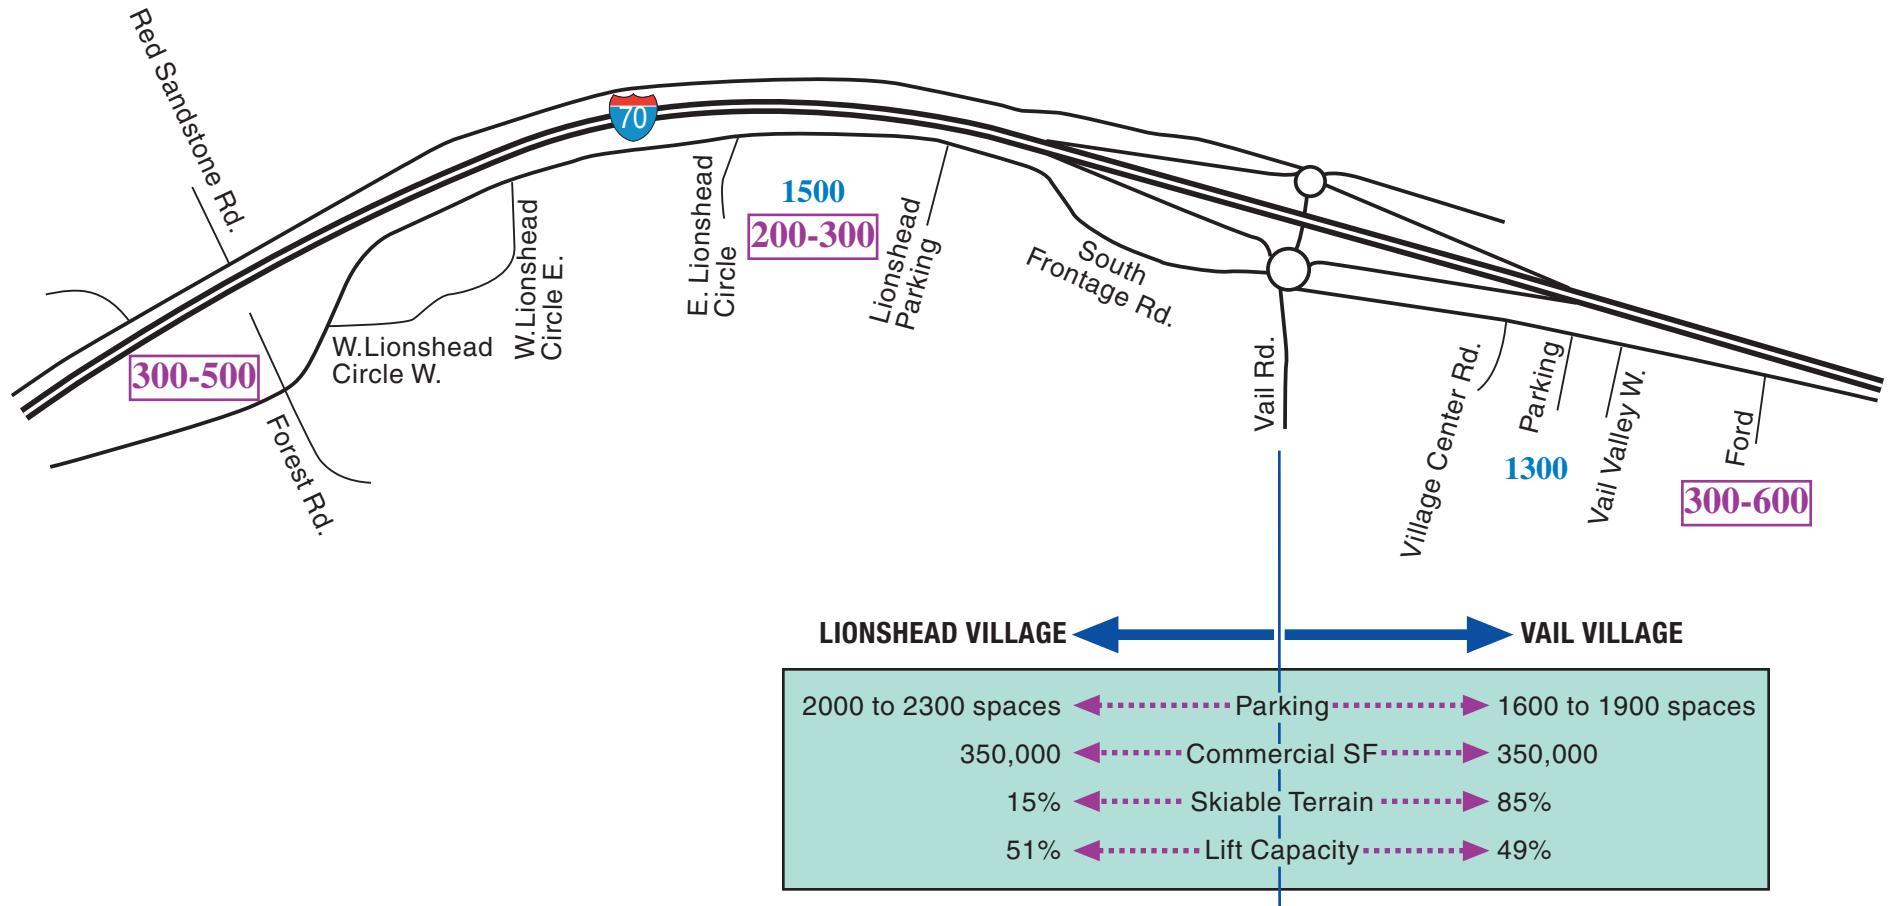 Red Sandstone Rd.
70
1500
200-300
E. Lionshead
Circle
Lionshead
Parking
W.Lionshead
Circle E.
South
Frontage Rd.
W.Lionshead
Circle W.
300-500
Forest Rd.
Vail Rd.
Village Center Rd.
Parking
1300
Vail Valley W.
Ford
300-600
LIONSHEAD VILLAGE VAIL VILLAGE
2000 to 2300 spaces Parking 1600 to 1900 spaces
350,000 Commercial SF 350,000
15% Skiable Terrain 85%
51% Lift Capacity 49%